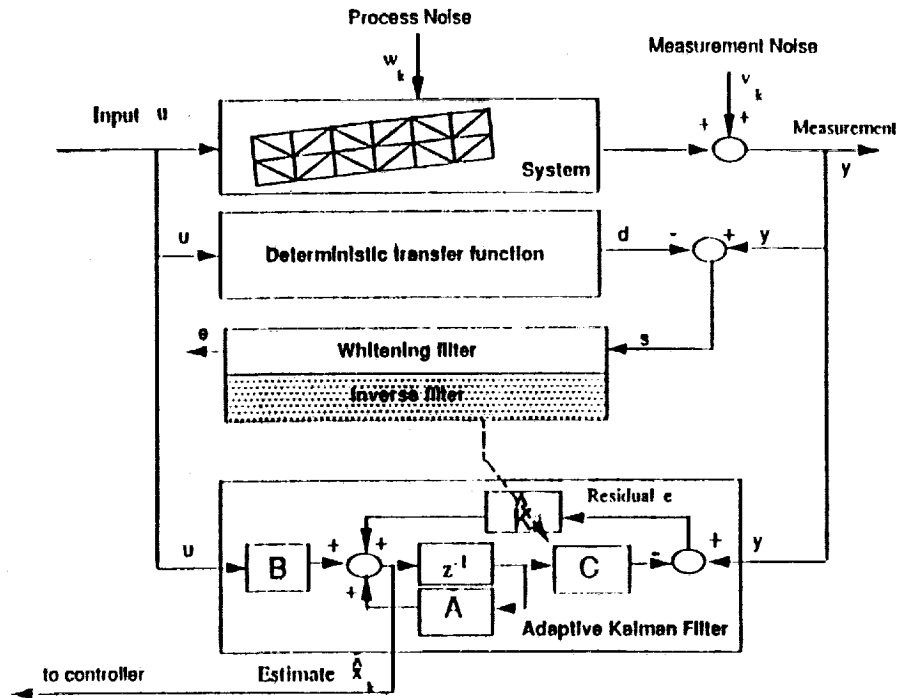 Process Noise
w k
Measurement Noise
v k
Input u
+ +
Measurement
y
System
u
Deterministic transfer function
d
- +
y
e
Whitening filter
s
Inverse filter
Residual e
+
u
B
+ +
+
z-1
C
-
+
y
A
Adaptive Kalman Filter
to controller
Estimate x̂ k